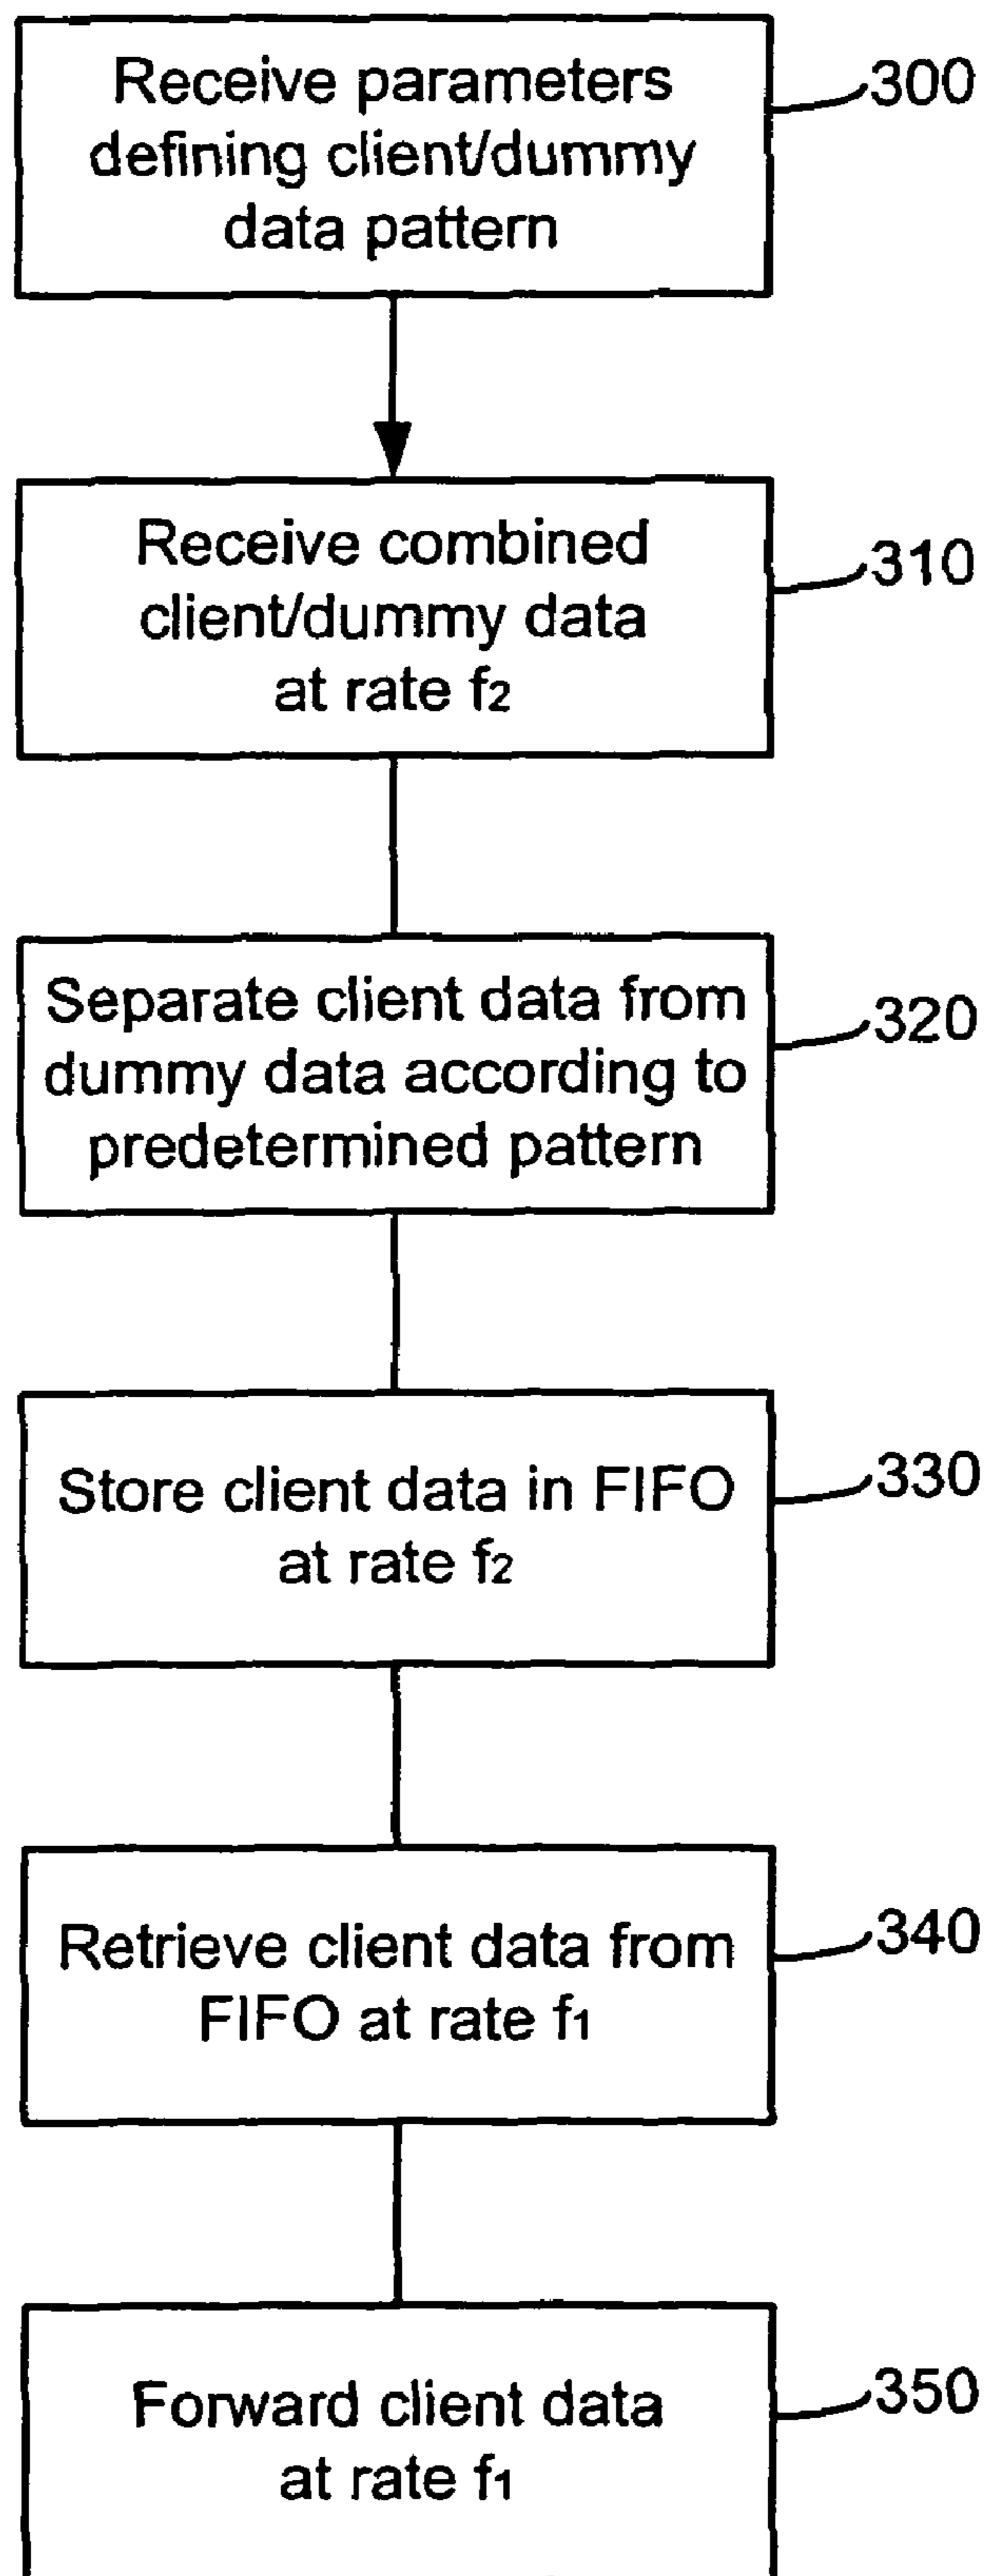 Receive parameters
defining client/dummy
data pattern
300
Receive combined
client/dummy data
at rate f₂
310
Separate client data from
dummy data according to
predetermined pattern
320
Store client data in FIFO
at rate f₂
330
Retrieve client data from
FIFO at rate f₁
340
Forward client data
at rate f₁
350